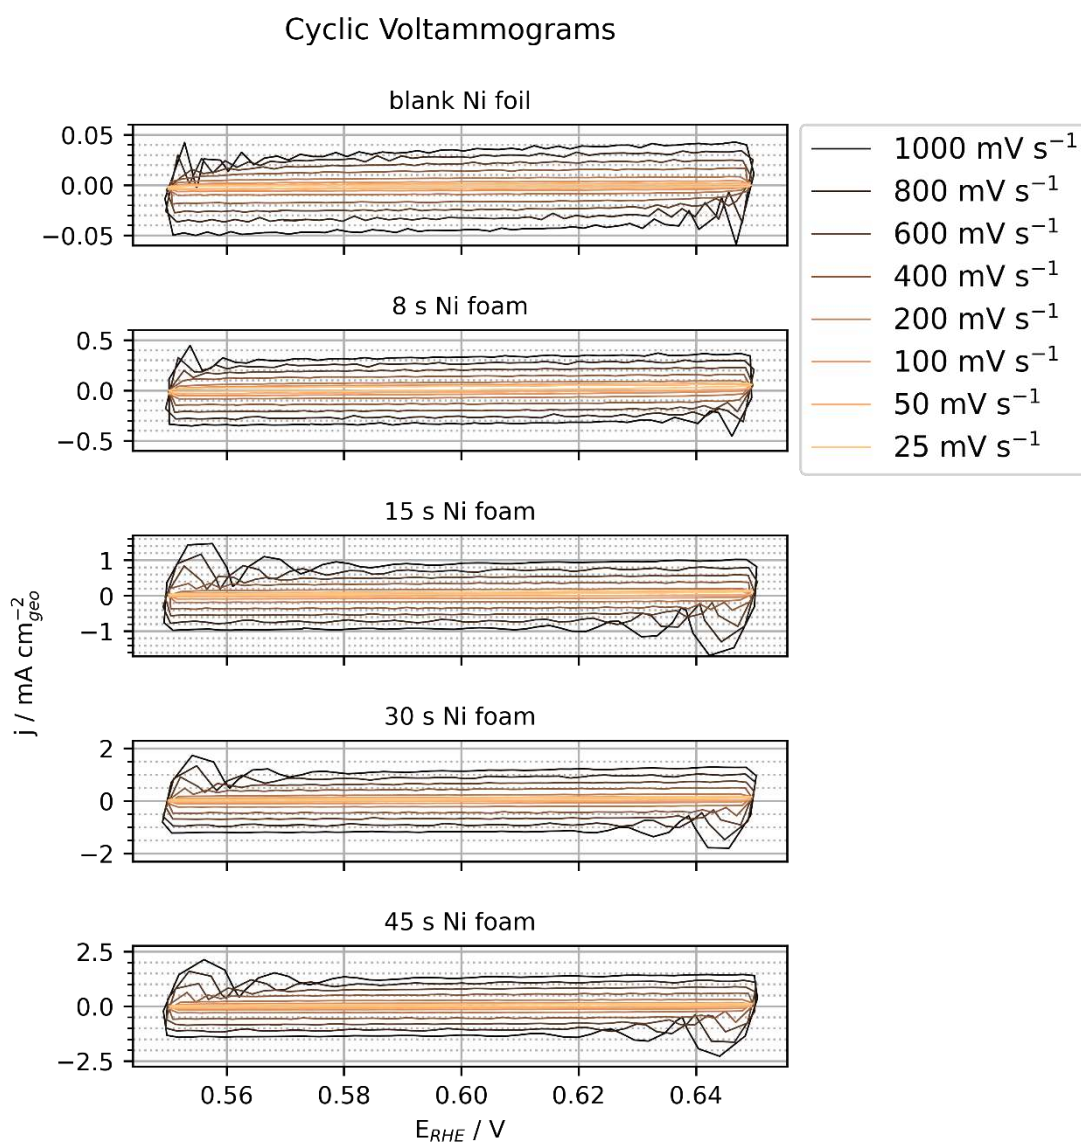 Cyclic Voltammograms
blank Ni foil
0.05
0.00
−0.05
1000 mV s⁻¹
800 mV s⁻¹
600 mV s⁻¹
400 mV s⁻¹
200 mV s⁻¹
100 mV s⁻¹
50 mV s⁻¹
25 mV s⁻¹
8 s Ni foam
0.5
0.0
−0.5
15 s Ni foam
1
0
−1
j / mA cm⁻²geo
30 s Ni foam
2
0
−2
45 s Ni foam
2.5
0.0
−2.5
0.56 0.58 0.60 0.62 0.64
E_RHE / V